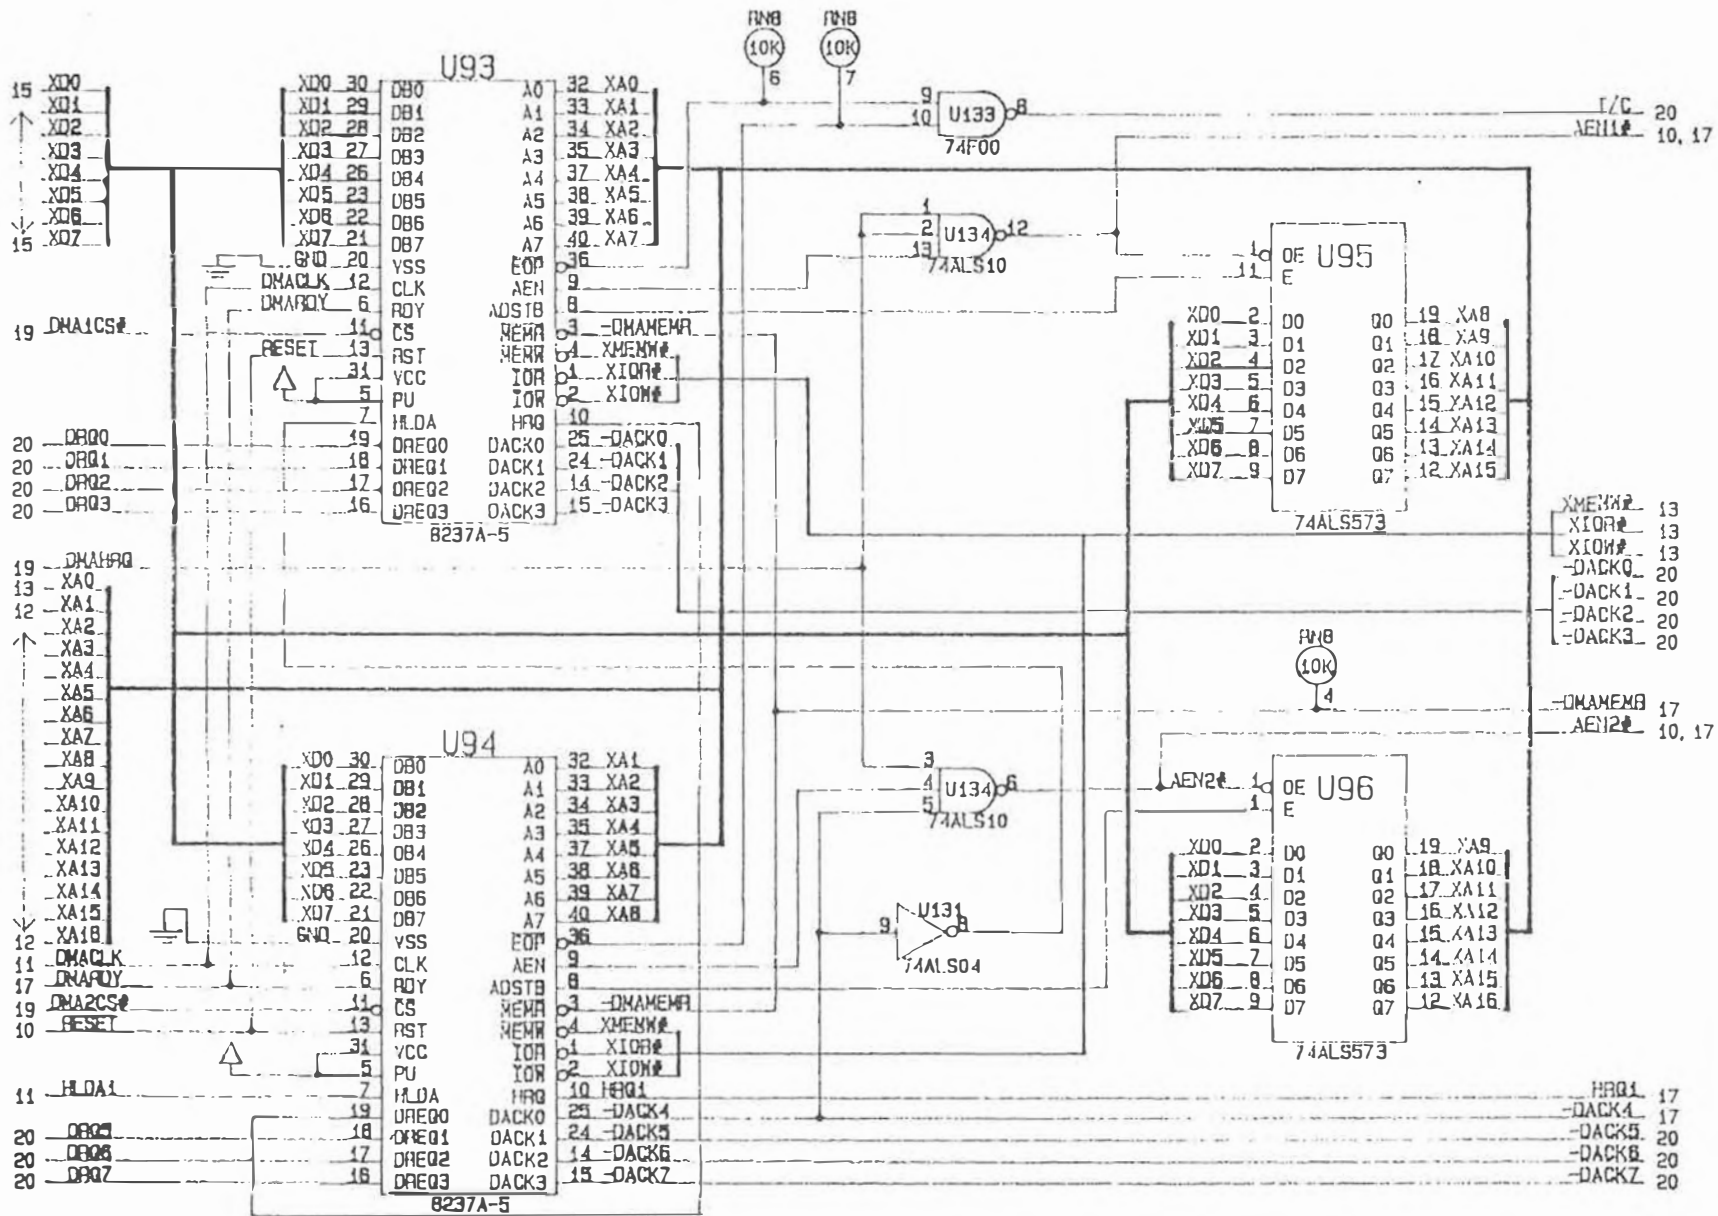 RN8 RN8
10K 10K
6 7
U93
15 XD0 XD0 30 DB0 A0 32 XA0
XD1 XD1 29 DB1 A1 33 XA1
XD2 XD2 28 DB2 A2 34 XA2
XD3 XD3 27 DB3 A3 35 XA3
XD4 XD4 26 DB4 A4 37 XA4
XD5 XD5 23 DB5 A5 38 XA5
XD6 XD6 22 DB6 A6 39 XA6
15 XD7 XD7 21 DB7 A7 40 XA7
GND 20 VSS EOP 36
DMACLK 12 CLK AEN 9
DMARDY 6 RDY ADSTB 8
19 DMA1CS# 11 CS MEMR 3 -DMAMEMR
RESET 13 RST MEMW 4 XMEMW#
31 VCC IOR 1 XIOR#
5 PU IOW 2 XIOW#
7 HLDA HRQ 10
20 DRQ0 19 DREQ0 DACK0 25 -DACK0
20 DRQ1 18 DREQ1 DACK1 24 -DACK1
20 DRQ2 17 DREQ2 DACK2 14 -DACK2
20 DRQ3 16 DREQ3 DACK3 15 -DACK3
8237A-5
9
10 U133 8
74F00
T/C 20
AEN1# 10, 17
1
2 U134 12
13
74ALS10
U95
1 OE
11 E
XD0 2 D0 Q0 19 XA8
XD1 3 D1 Q1 18 XA9
XD2 4 D2 Q2 17 XA10
XD3 5 D3 Q3 16 XA11
XD4 6 D4 Q4 15 XA12
XD5 7 D5 Q5 14 XA13
XD6 8 D6 Q6 13 XA14
XD7 9 D7 Q7 12 XA15
74ALS573
XMEMW# 13
XIOR# 13
XIOW# 13
-DACK0 20
-DACK1 20
-DACK2 20
-DACK3 20
19 DMAHRQ
13 XA0
12 XA1
XA2
XA3
XA4
XA5
XA6
XA7
XA8
XA9
XA10
XA11
XA12
XA13
XA14
XA15
12 XA16
RN8
10K
4
-DMAMEMR 17
AEN2# 10, 17
U94
XD0 30 DB0 A0 32 XA1
XD1 29 DB1 A1 33 XA2
XD2 28 DB2 A2 34 XA3
XD3 27 DB3 A3 35 XA4
XD4 26 DB4 A4 37 XA5
XD5 23 DB5 A5 38 XA6
XD6 22 DB6 A6 39 XA7
XD7 21 DB7 A7 40 XA8
GND 20 VSS EOP 36
11 DMACLK 12 CLK AEN 9
17 DMARDY 6 RDY ADSTB 8
19 DMA2CS# 11 CS MEMR 3 -DMAMEMR
10 RESET 13 RST MEMW 4 XMEMW#
31 VCC IOR 1 XIOR#
5 PU IOW 2 XIOW#
11 HLDA1 7 HLDA HRQ 10 HRQ1
19 DREQ0 DACK0 25 -DACK4
20 DRQ5 18 DREQ1 DACK1 24 -DACK5
20 DRQ6 17 DREQ2 DACK2 14 -DACK6
20 DRQ7 16 DREQ3 DACK3 15 -DACK7
8237A-5
3
4 U134 6
5
74ALS10
U131
9 8
74ALS04
U96
AEN2# 1 OE
1 E
XD0 2 D0 Q0 19 XA9
XD1 3 D1 Q1 18 XA10
XD2 4 D2 Q2 17 XA11
XD3 5 D3 Q3 16 XA12
XD4 6 D4 Q4 15 XA13
XD5 7 D5 Q5 14 XA14
XD6 8 D6 Q6 13 XA15
XD7 9 D7 Q7 12 XA16
74ALS573
HRQ1 17
-DACK4 17
-DACK5 20
-DACK6 20
-DACK7 20